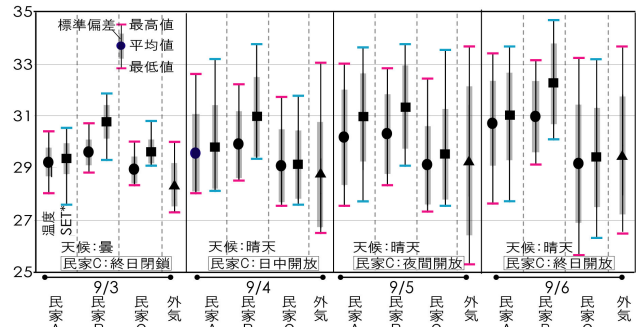 35
33
31
29
27
25
標準偏差
最高値
平均値
最低値
温度
SET*
天候:曇
民家C:終日閉鎖
天候:晴天
民家C:日中開放
天候:晴天
民家C:夜間開放
天候:晴天
民家C:終日開放
9/3
9/4
9/5
9/6
民家A
民家B
民家C
外気
民家A
民家B
民家C
外気
民家A
民家B
民家C
外気
民家A
民家B
民家C
外気